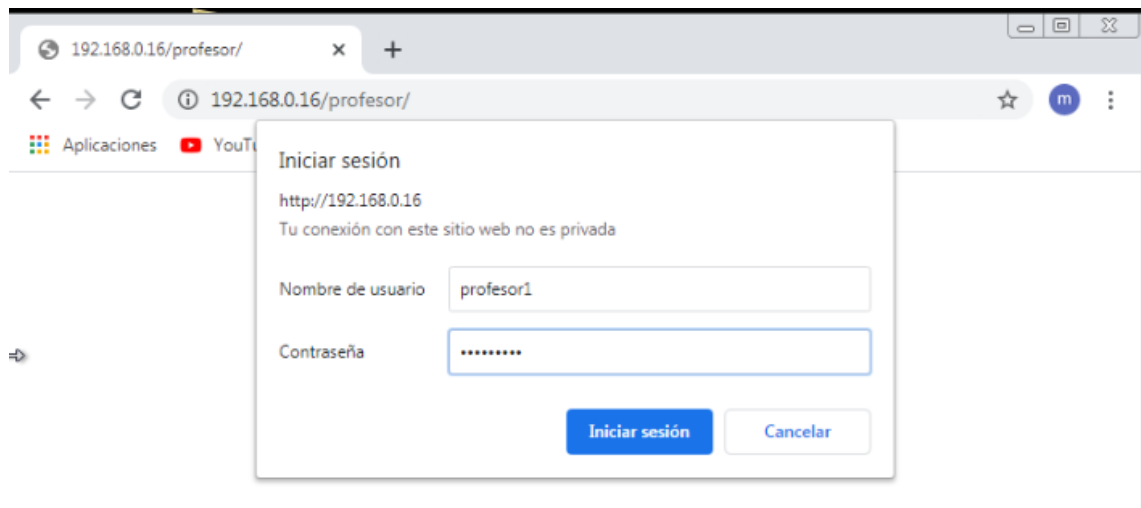 192.168.0.16/profesor/
192.168.0.16/profesor/
m
Aplicaciones YouTu
Iniciar sesión
http://192.168.0.16
Tu conexión con este sitio web no es privada
Nombre de usuario profesor1
Contraseña •••••••••
Iniciar sesión Cancelar